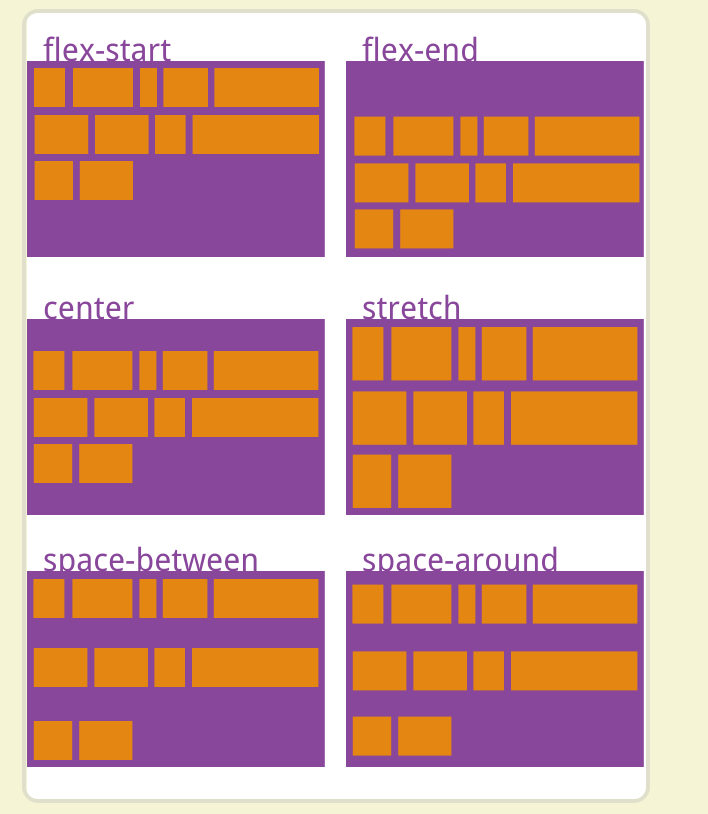 flex-start
flex-end
center
stretch
space-between
space-around